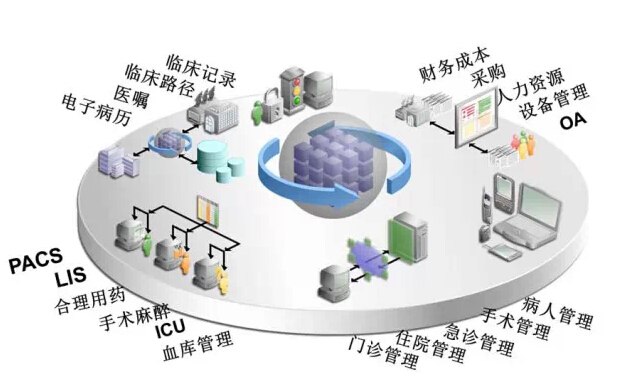 临床记录
临床路径
医嘱
电子病历
财务成本
采购
人力资源
设备管理
OA
PACS
LIS
合理用药
手术麻醉
ICU
血库管理
门诊管理
住院管理
急诊管理
手术管理
病人管理